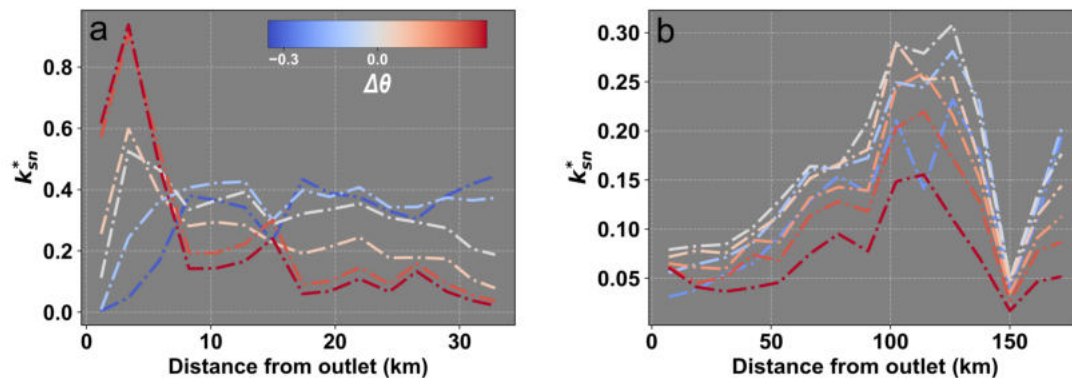 a
−0.3 0.0
Δθ
0.8
0.6
0.4
0.2
0.0
k*sn
0 10 20 30
Distance from outlet (km)
b
0.30
0.25
0.20
0.15
0.10
0.05
k*sn
0 50 100 150
Distance from outlet (km)